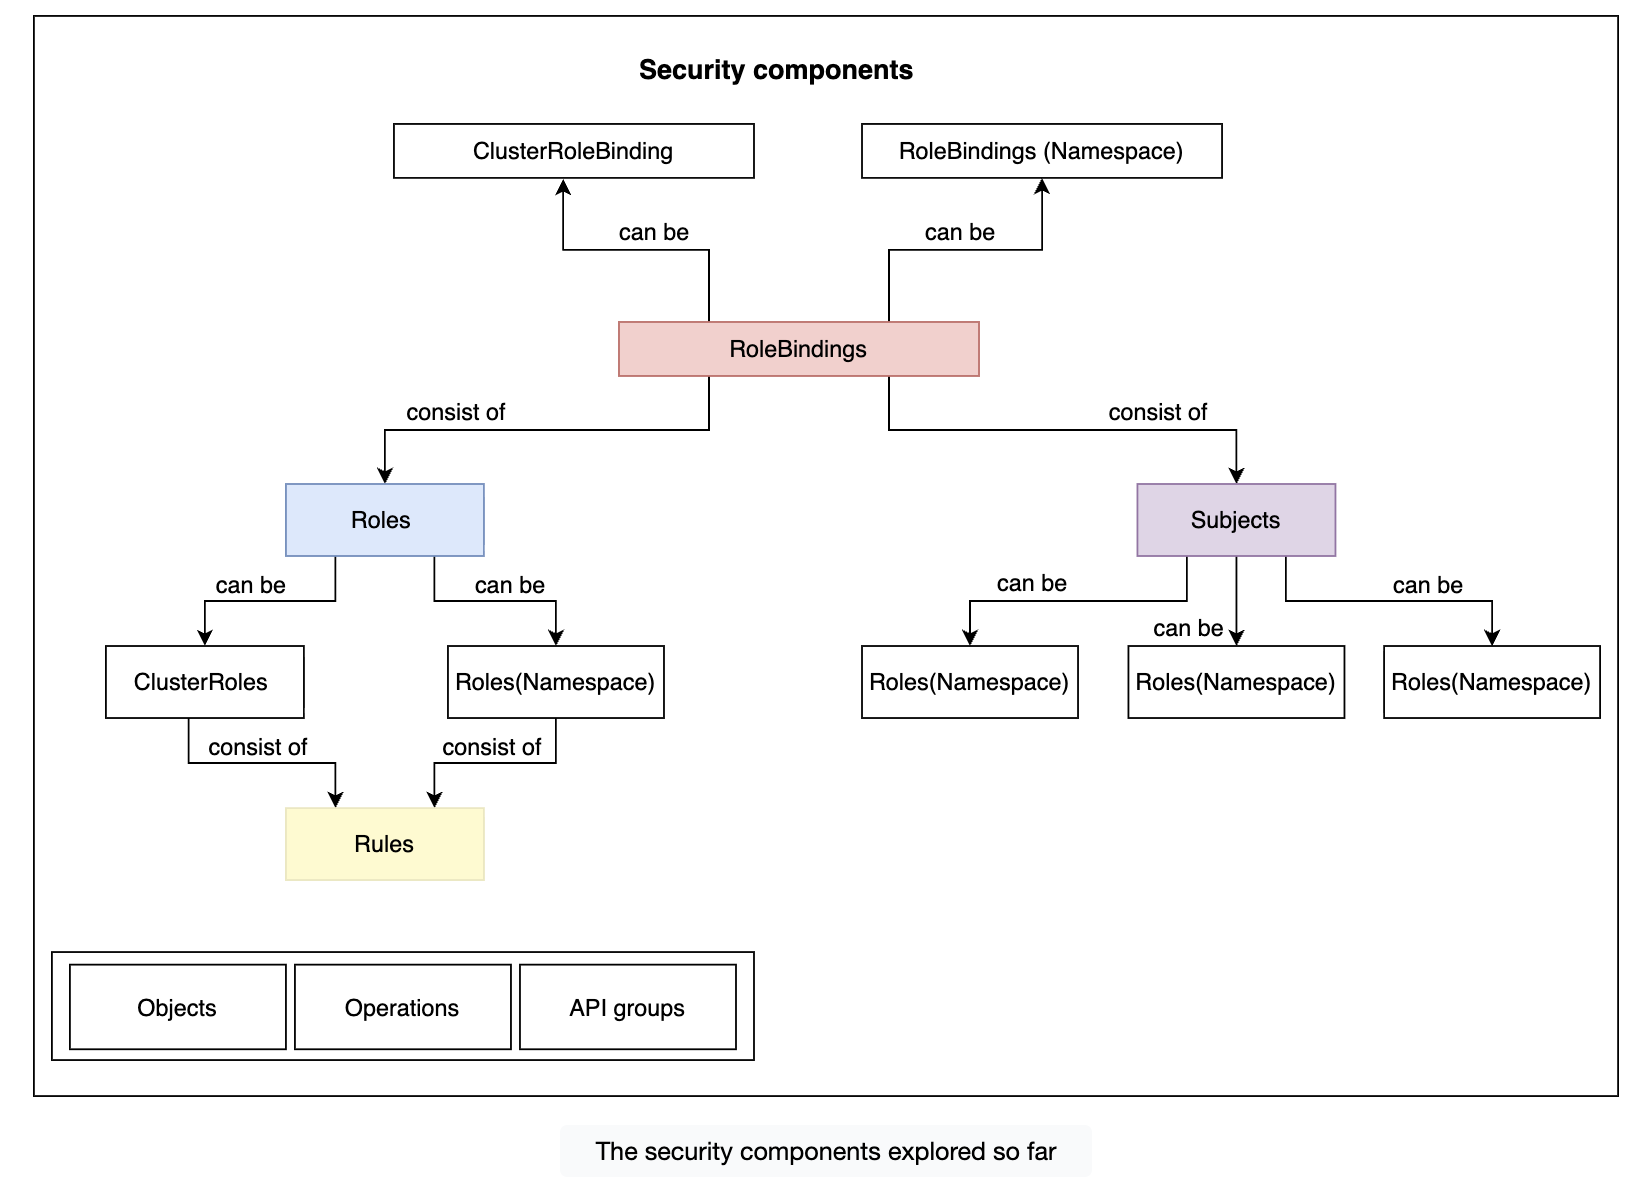 Security components
ClusterRoleBinding
RoleBindings (Namespace)
can be
can be
RoleBindings
consist of
consist of
Roles
Subjects
can be
can be
can be
can be
can be
ClusterRoles
Roles(Namespace)
Roles(Namespace)
Roles(Namespace)
Roles(Namespace)
consist of
consist of
Rules
Objects
Operations
API groups
The security components explored so far